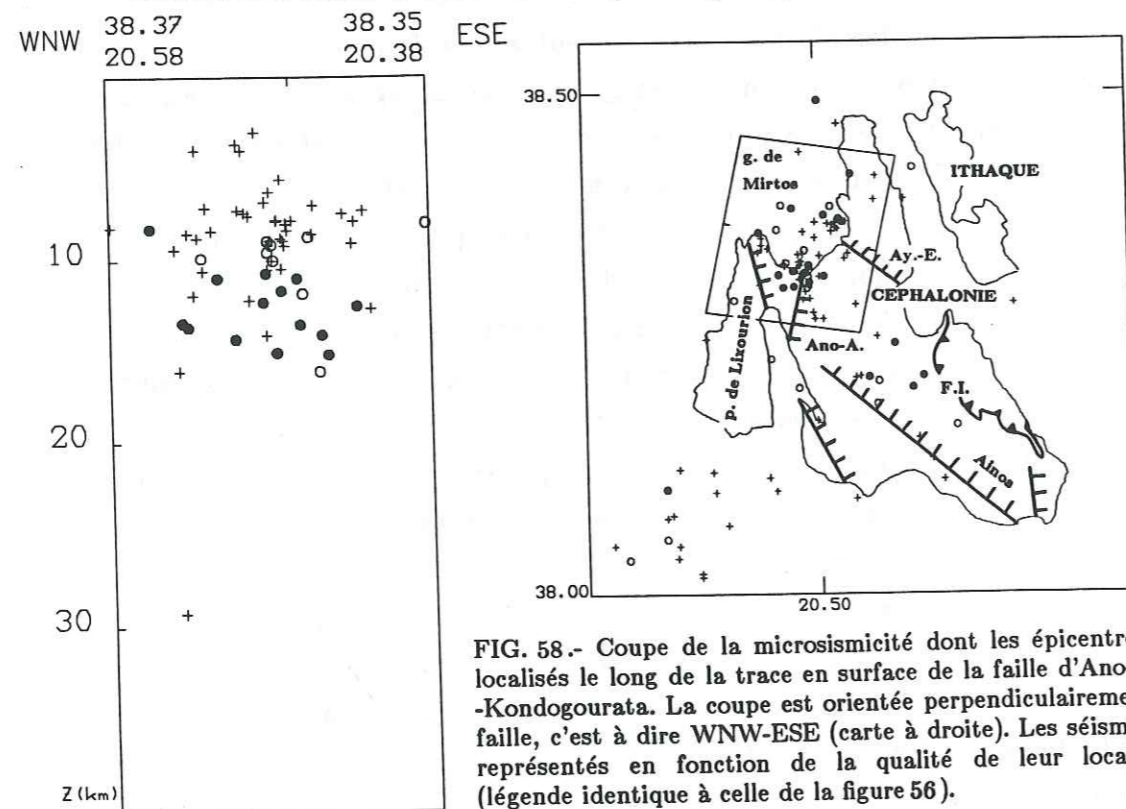 WNW 38.37 38.35 ESE
20.58 20.38
10
20
30
Z (km)
38.50
g. de
Mirtos
ITHAQUE
Ay.-E.
CEPHALONIE
p. de Lixourion
Ano-A.
F.I.
Ainos
38.00
20.50
FIG. 58.- Coupe de la microsismicité dont les épicentr
localisés le long de la trace en surface de la faille d'Ano
-Kondogourata. La coupe est orientée perpendiculaireme
faille, c'est à dire WNW-ESE (carte à droite). Les séism
représentés en fonction de la qualité de leur loca
(légende identique à celle de la figure 56).